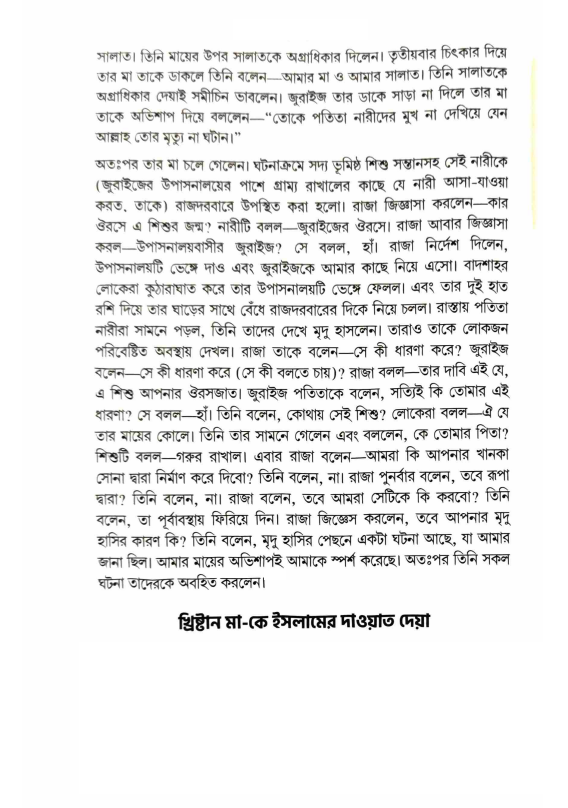 সালাত। তিনি মায়ের উপর সালাতকে অগ্রাধিকার দিলেন। তৃতীয়বার চিৎকার দিয়ে
তার মা তাকে ডাকলে তিনি বলেন—আমার মা ও আমার সালাত। তিনি সালাতকে
অগ্রাধিকার দেয়াই সমীচিন ভাবলেন। জুরাইজ তার ডাকে সাড়া না দিলে তার মা
তাকে অভিশাপ দিয়ে বললেন—“তোকে পতিতা নারীদের মুখ না দেখিয়ে যেন
আল্লাহ তোর মৃত্যু না ঘটান।”
অতঃপর তার মা চলে গেলেন। ঘটনাক্রমে সদ্য ভূমিষ্ঠ শিশু সন্তানসহ সেই নারীকে
(জুরাইজের উপাসনালয়ের পাশে গ্রাম্য রাখালের কাছে যে নারী আসা-যাওয়া
করত, তাকে) রাজদরবারে উপস্থিত করা হলো। রাজা জিজ্ঞাসা করলেন—কার
ঔরসে এ শিশুর জন্ম? নারীটি বলল—জুরাইজের ঔরসে। রাজা আবার জিজ্ঞাসা
করল—উপাসনালয়বাসীর জুরাইজ? সে বলল, হাঁ। রাজা নির্দেশ দিলেন,
উপাসনালয়টি ভেঙ্গে দাও এবং জুরাইজকে আমার কাছে নিয়ে এসো। বাদশাহর
লোকেরা কুঠারাঘাত করে তার উপাসনালয়টি ভেঙ্গে ফেলল। এবং তার দুই হাত
রশি দিয়ে তার ঘাড়ের সাথে বেঁধে রাজদরবারের দিকে নিয়ে চলল। রাস্তায় পতিতা
নারীরা সামনে পড়ল, তিনি তাদের দেখে মৃদু হাসলেন। তারাও তাকে লোকজন
পরিবেষ্টিত অবস্থায় দেখল। রাজা তাকে বলেন—সে কী ধারণা করে? জুরাইজ
বলেন—সে কী ধারণা করে (সে কী বলতে চায়)? রাজা বলল—তার দাবি এই যে,
এ শিশু আপনার ঔরসজাত। জুরাইজ পতিতাকে বলেন, সত্যিই কি তোমার এই
ধারণা? সে বলল—হাঁ। তিনি বলেন, কোথায় সেই শিশু? লোকেরা বলল—ঐ যে
তার মায়ের কোলে। তিনি তার সামনে গেলেন এবং বললেন, কে তোমার পিতা?
শিশুটি বলল—গরুর রাখাল। এবার রাজা বলেন—আমরা কি আপনার খানকা
সোনা দ্বারা নির্মাণ করে দিবো? তিনি বলেন, না। রাজা পুনর্বার বলেন, তবে রূপা
দ্বারা? তিনি বলেন, না। রাজা বলেন, তবে আমরা সেটিকে কি করবো? তিনি
বলেন, তা পূর্বাবস্থায় ফিরিয়ে দিন। রাজা জিজ্ঞেস করলেন, তবে আপনার মৃদু
হাসির কারণ কি? তিনি বলেন, মৃদু হাসির পেছনে একটা ঘটনা আছে, যা আমার
জানা ছিল। আমার মায়ের অভিশাপই আমাকে স্পর্শ করেছে। অতঃপর তিনি সকল
ঘটনা তাদেরকে অবহিত করলেন।
খ্রিষ্টান মা-কে ইসলামের দাওয়াত দেয়া